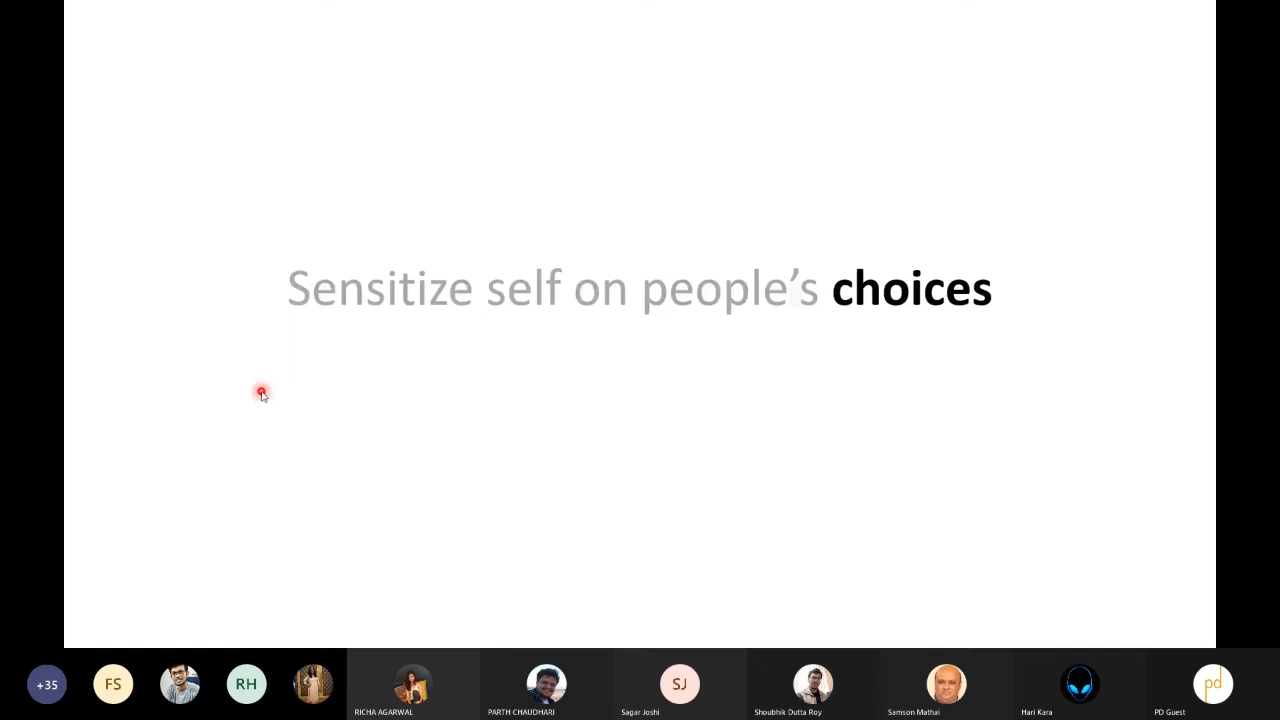 Sensitize self on people’s choices
+35
FS
RH
RICHA AGARWAL
PARTH CHAUDHARI
SJ
Sagar Joshi
Shoubhik Dutta Roy
Samson Mathai
Hari Kara
pd
PD Guest